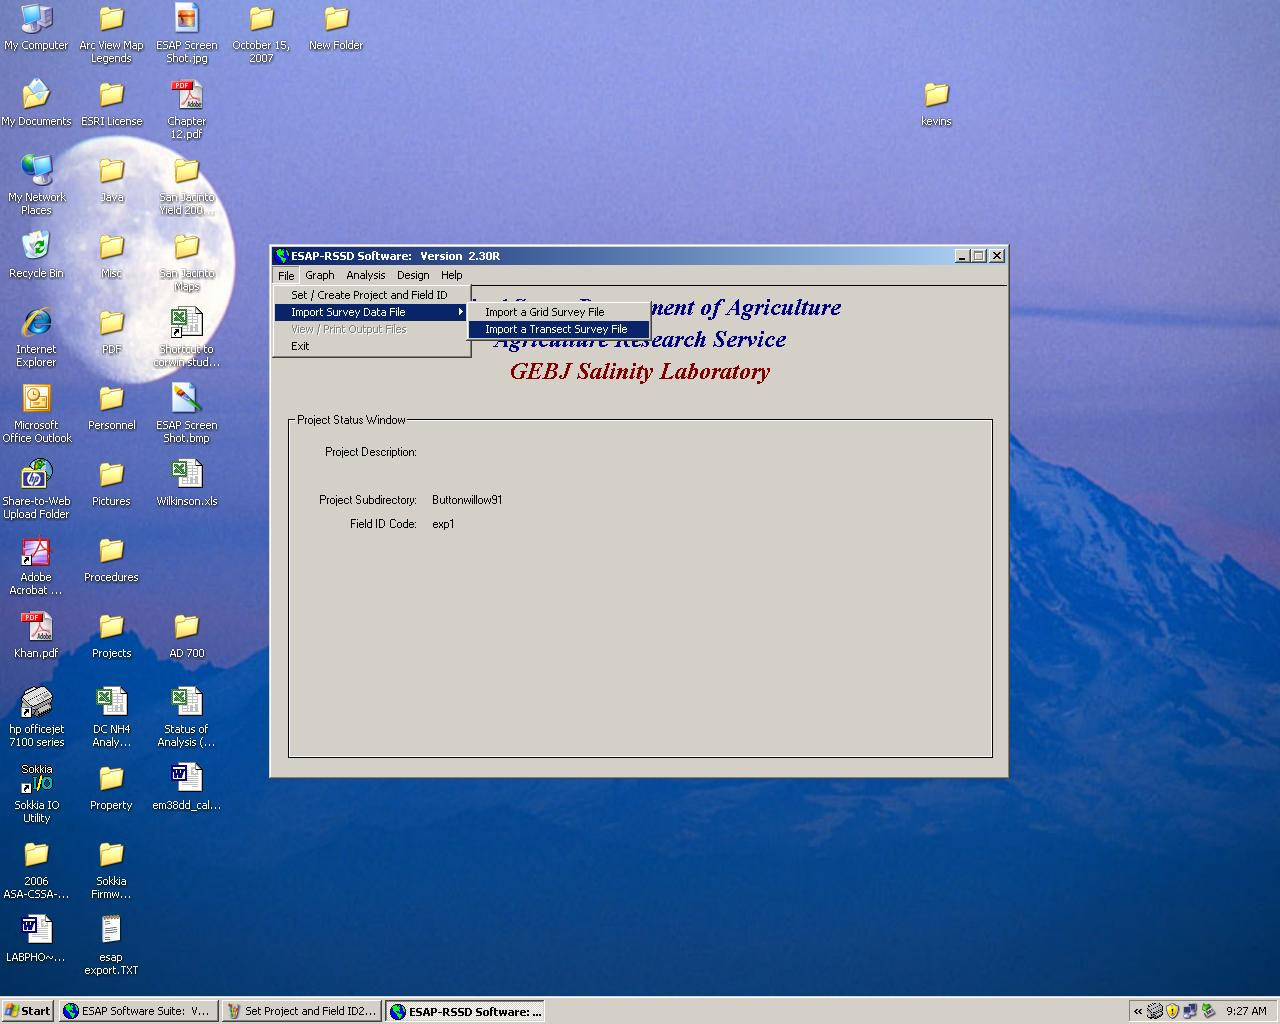 My Computer
Arc View Map Legends
ESAP Screen Shot.jpg
October 15, 2007
New Folder
My Documents
ESRI License
Chapter 12.pdf
kevins
My Network Places
Java
San Jacinto Yield 200...
Recycle Bin
Misc
San Jacinto Maps
Internet Explorer
PDF
Shortcut to corwin stud...
Microsoft Office Outlook
Personnel
ESAP Screen Shot.bmp
Share-to-Web Upload Folder
Pictures
Wilkinson.xls
Adobe Acrobat ...
Procedures
Khan.pdf
Projects
AD 700
hp officejet 7100 series
DC NH4 Analy...
Status of Analysis (...
Sokkia IO Utility
Property
em38dd_cal...
2006 ASA-CSSA-...
Sokkia Firmw...
LABPHO~...
esap export.TXT
ESAP-RSSD Software: Version 2.30R
File Graph Analysis Design Help
Set / Create Project and Field ID
Import Survey Data File
View / Print Output Files
Exit
Import a Grid Survey File
Import a Transect Survey File
of Agriculture
Research Service
GEBJ Salinity Laboratory
Project Status Window
Project Description:
Project Subdirectory: Buttonwillow91
Field ID Code: exp1
Start
ESAP Software Suite: V...
Set Project and Field ID2...
ESAP-RSSD Software: ...
9:27 AM